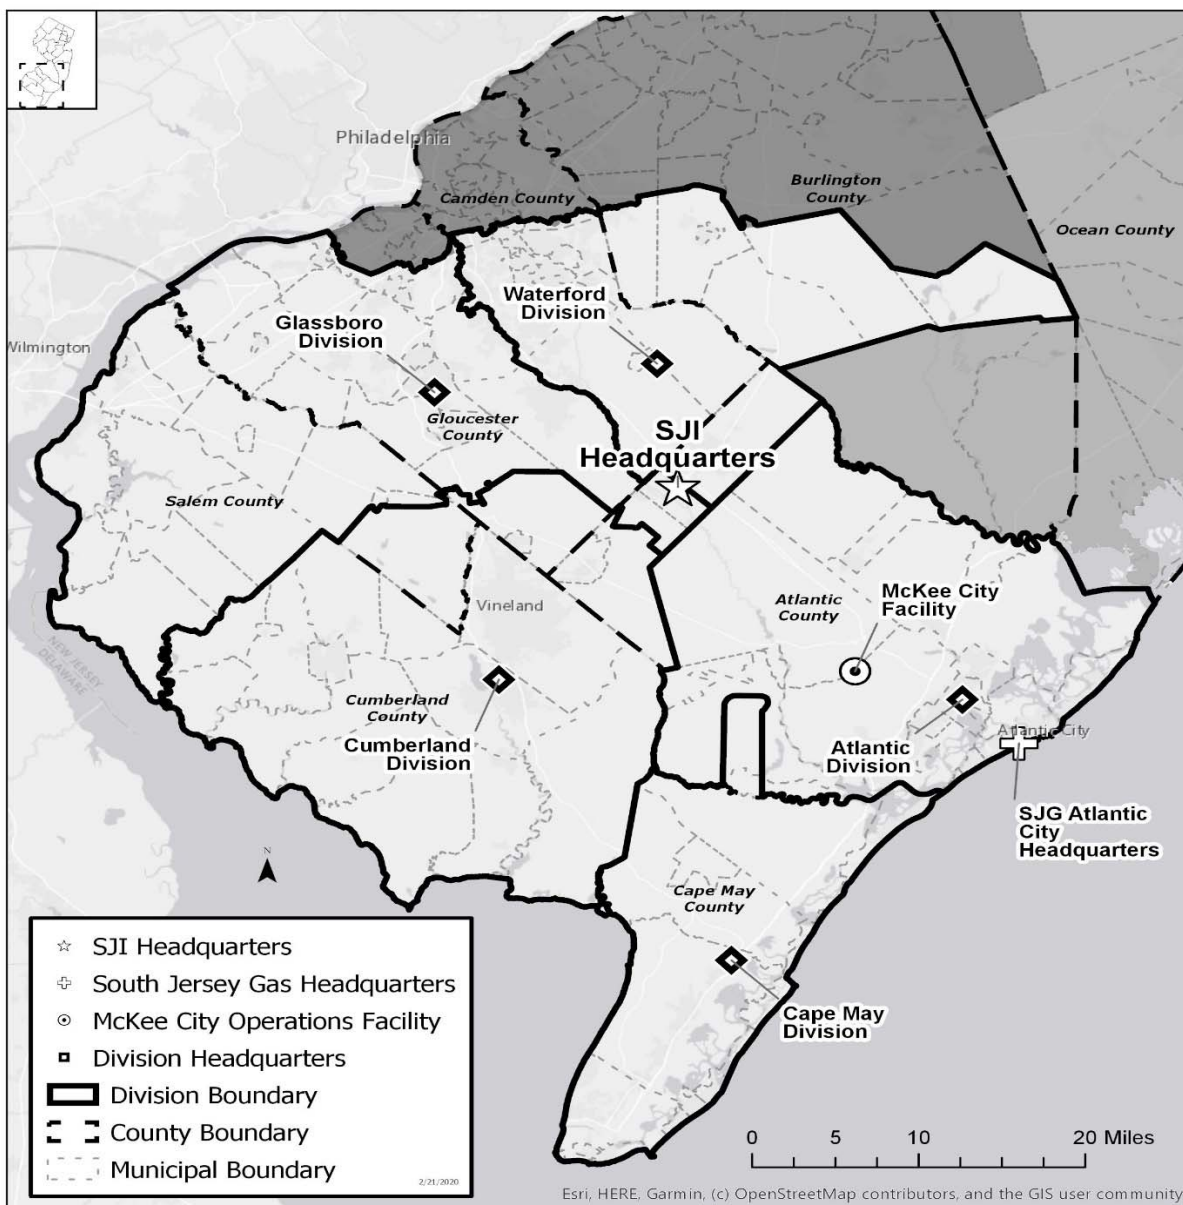 Philadelphia
Camden County
Burlington
County
Ocean County
Waterford
Division
Glassboro
Division
Wilmington
Gloucester
County
SJI
Headquarters
Salem County
Atlantic
County
McKee City
Facility
Vineland
NEW JERSEY
DELAWARE
Cumberland
County
Cumberland
Division
Atlantic City
Atlantic
Division
SJG Atlantic
City
Headquarters
N
Cape May
County
Cape May
Division
SJI Headquarters
South Jersey Gas Headquarters
McKee City Operations Facility
Division Headquarters
Division Boundary
County Boundary
Municipal Boundary
2/21/2020
0 5 10 20 Miles
Esri, HERE, Garmin, (c) OpenStreetMap contributors, and the GIS user community